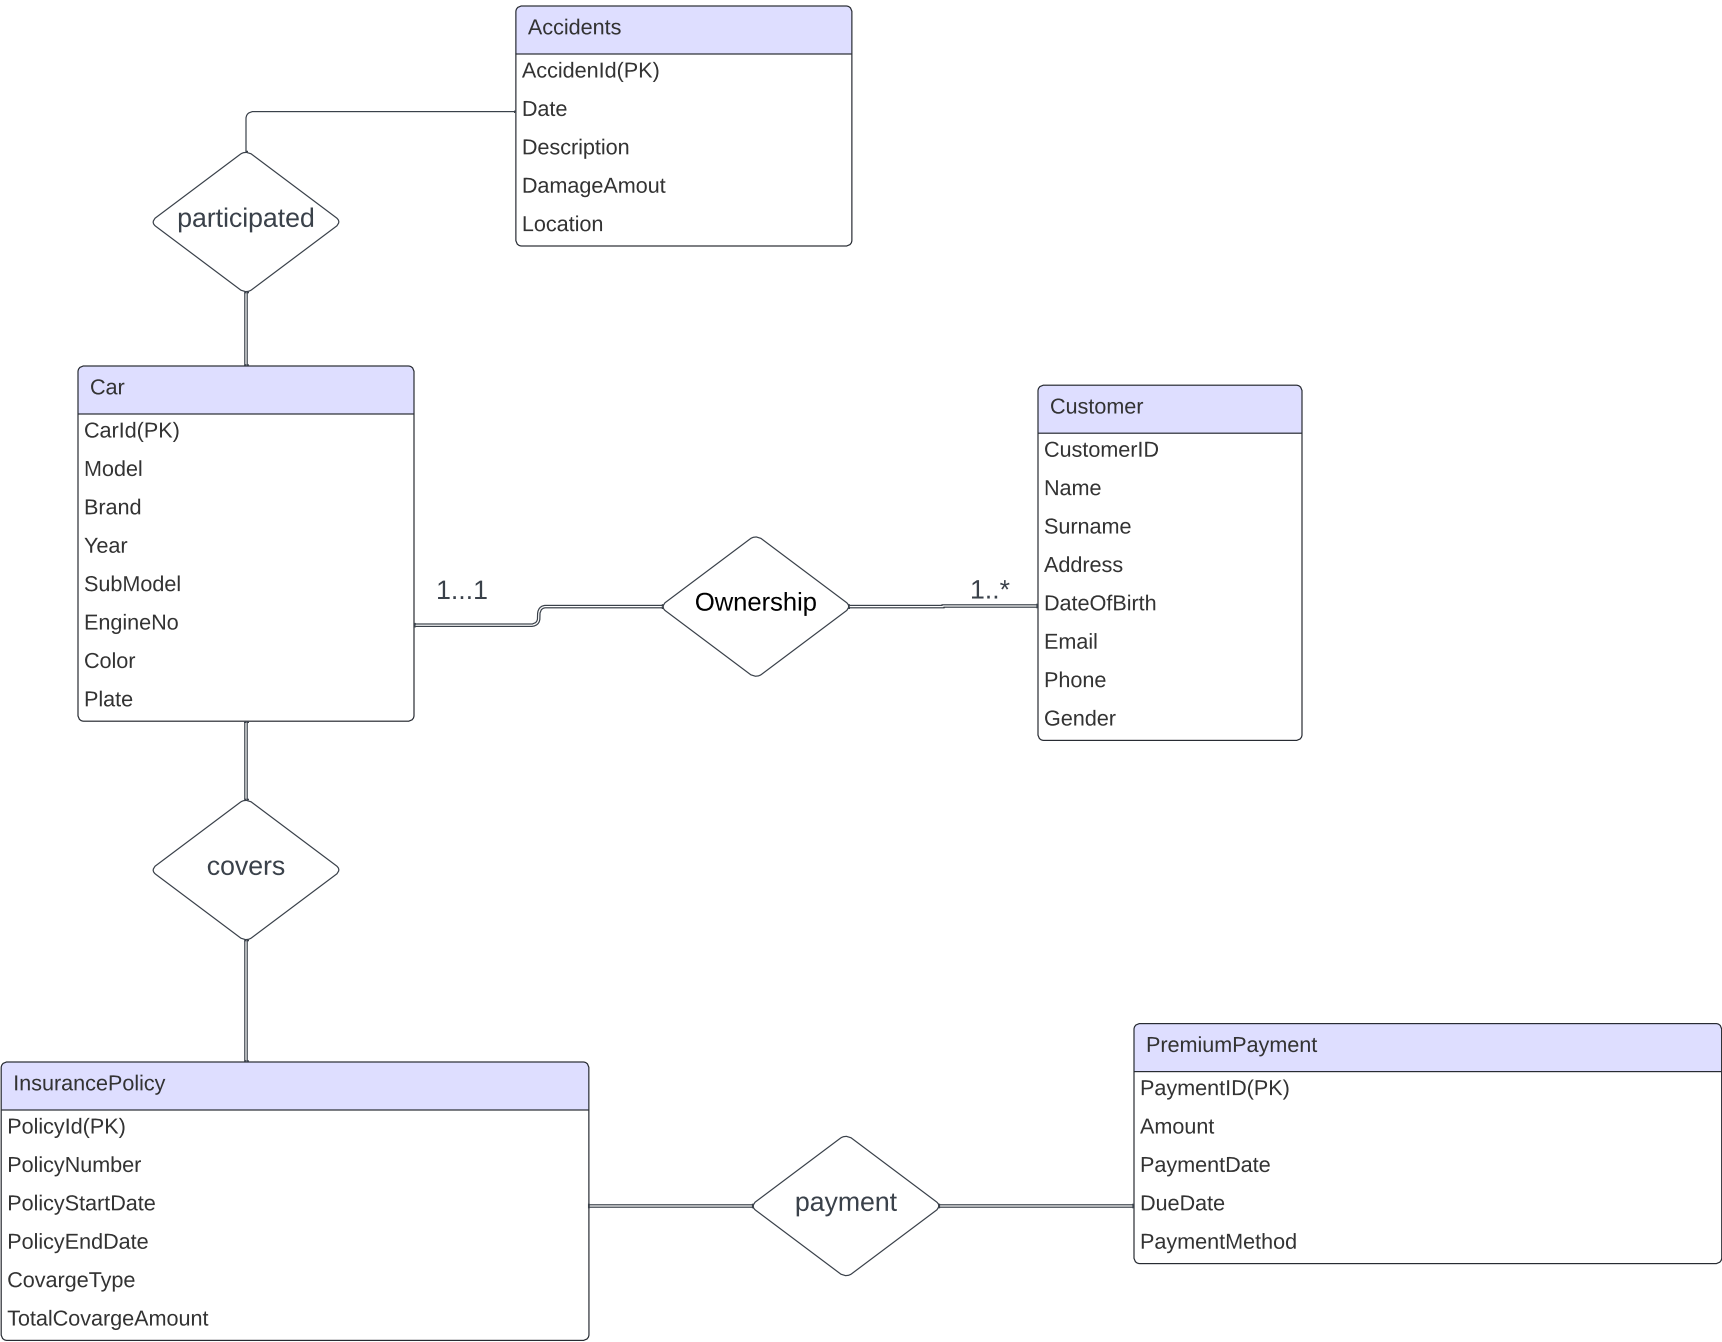 Accidents
AccidenId(PK)
Date
Description
DamageAmout
Location
participated
Car
CarId(PK)
Model
Brand
Year
SubModel
EngineNo
Color
Plate
1...1
Ownership
1..*
Customer
CustomerID
Name
Surname
Address
DateOfBirth
Email
Phone
Gender
covers
InsurancePolicy
PolicyId(PK)
PolicyNumber
PolicyStartDate
PolicyEndDate
CovargeType
TotalCovargeAmount
payment
PremiumPayment
PaymentID(PK)
Amount
PaymentDate
DueDate
PaymentMethod